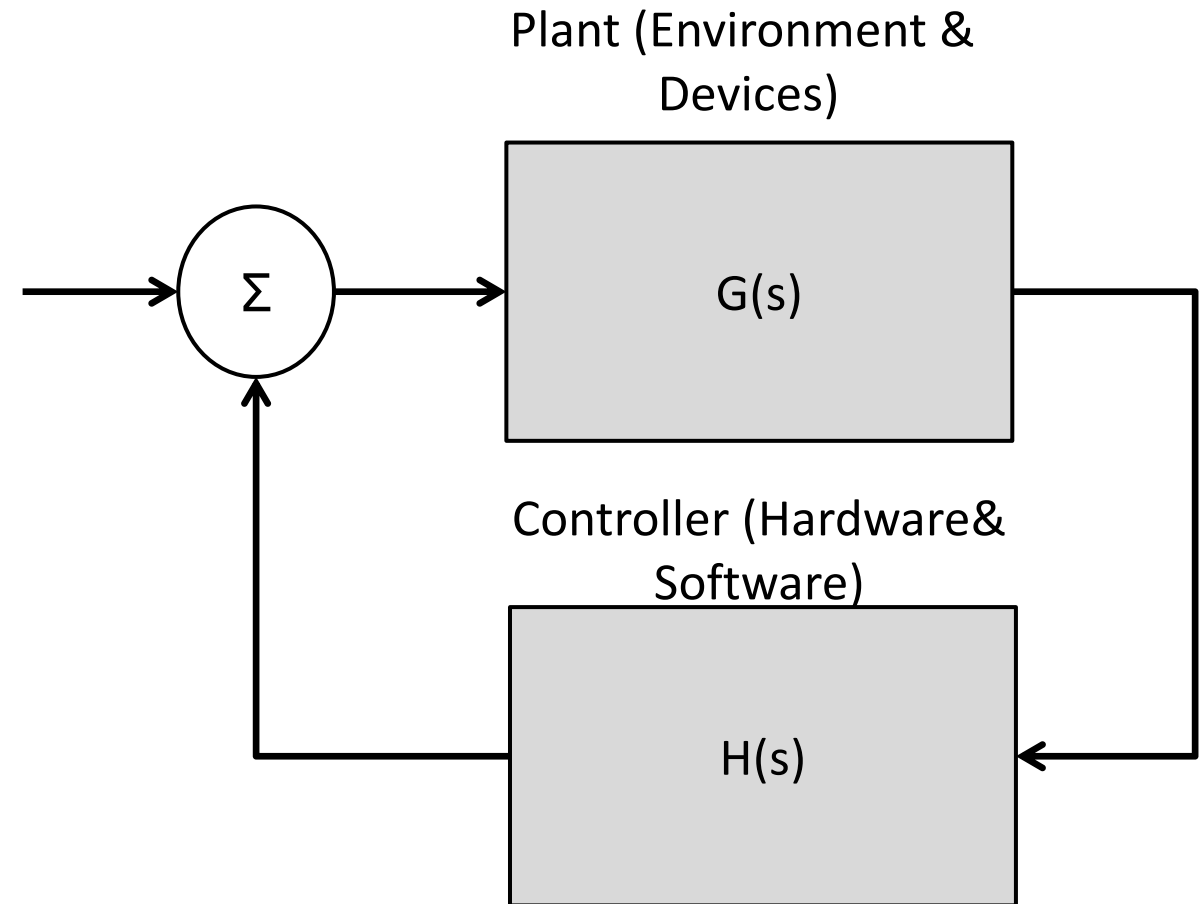 Plant (Environment &
Devices)
Σ
G(s)
Controller (Hardware&
Software)
H(s)